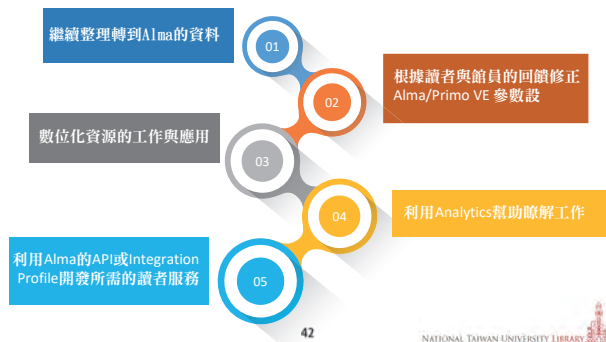 繼續整理轉到Alma的資料
01
根據讀者與館員的回饋修正
Alma/Primo VE 參數設
02
數位化資源的工作與應用
03
利用Analytics幫助瞭解工作
04
利用Alma的API或Integration
Profile開發所需的讀者服務
05
42
NATIONAL TAIWAN UNIVERSITY LIBRARY